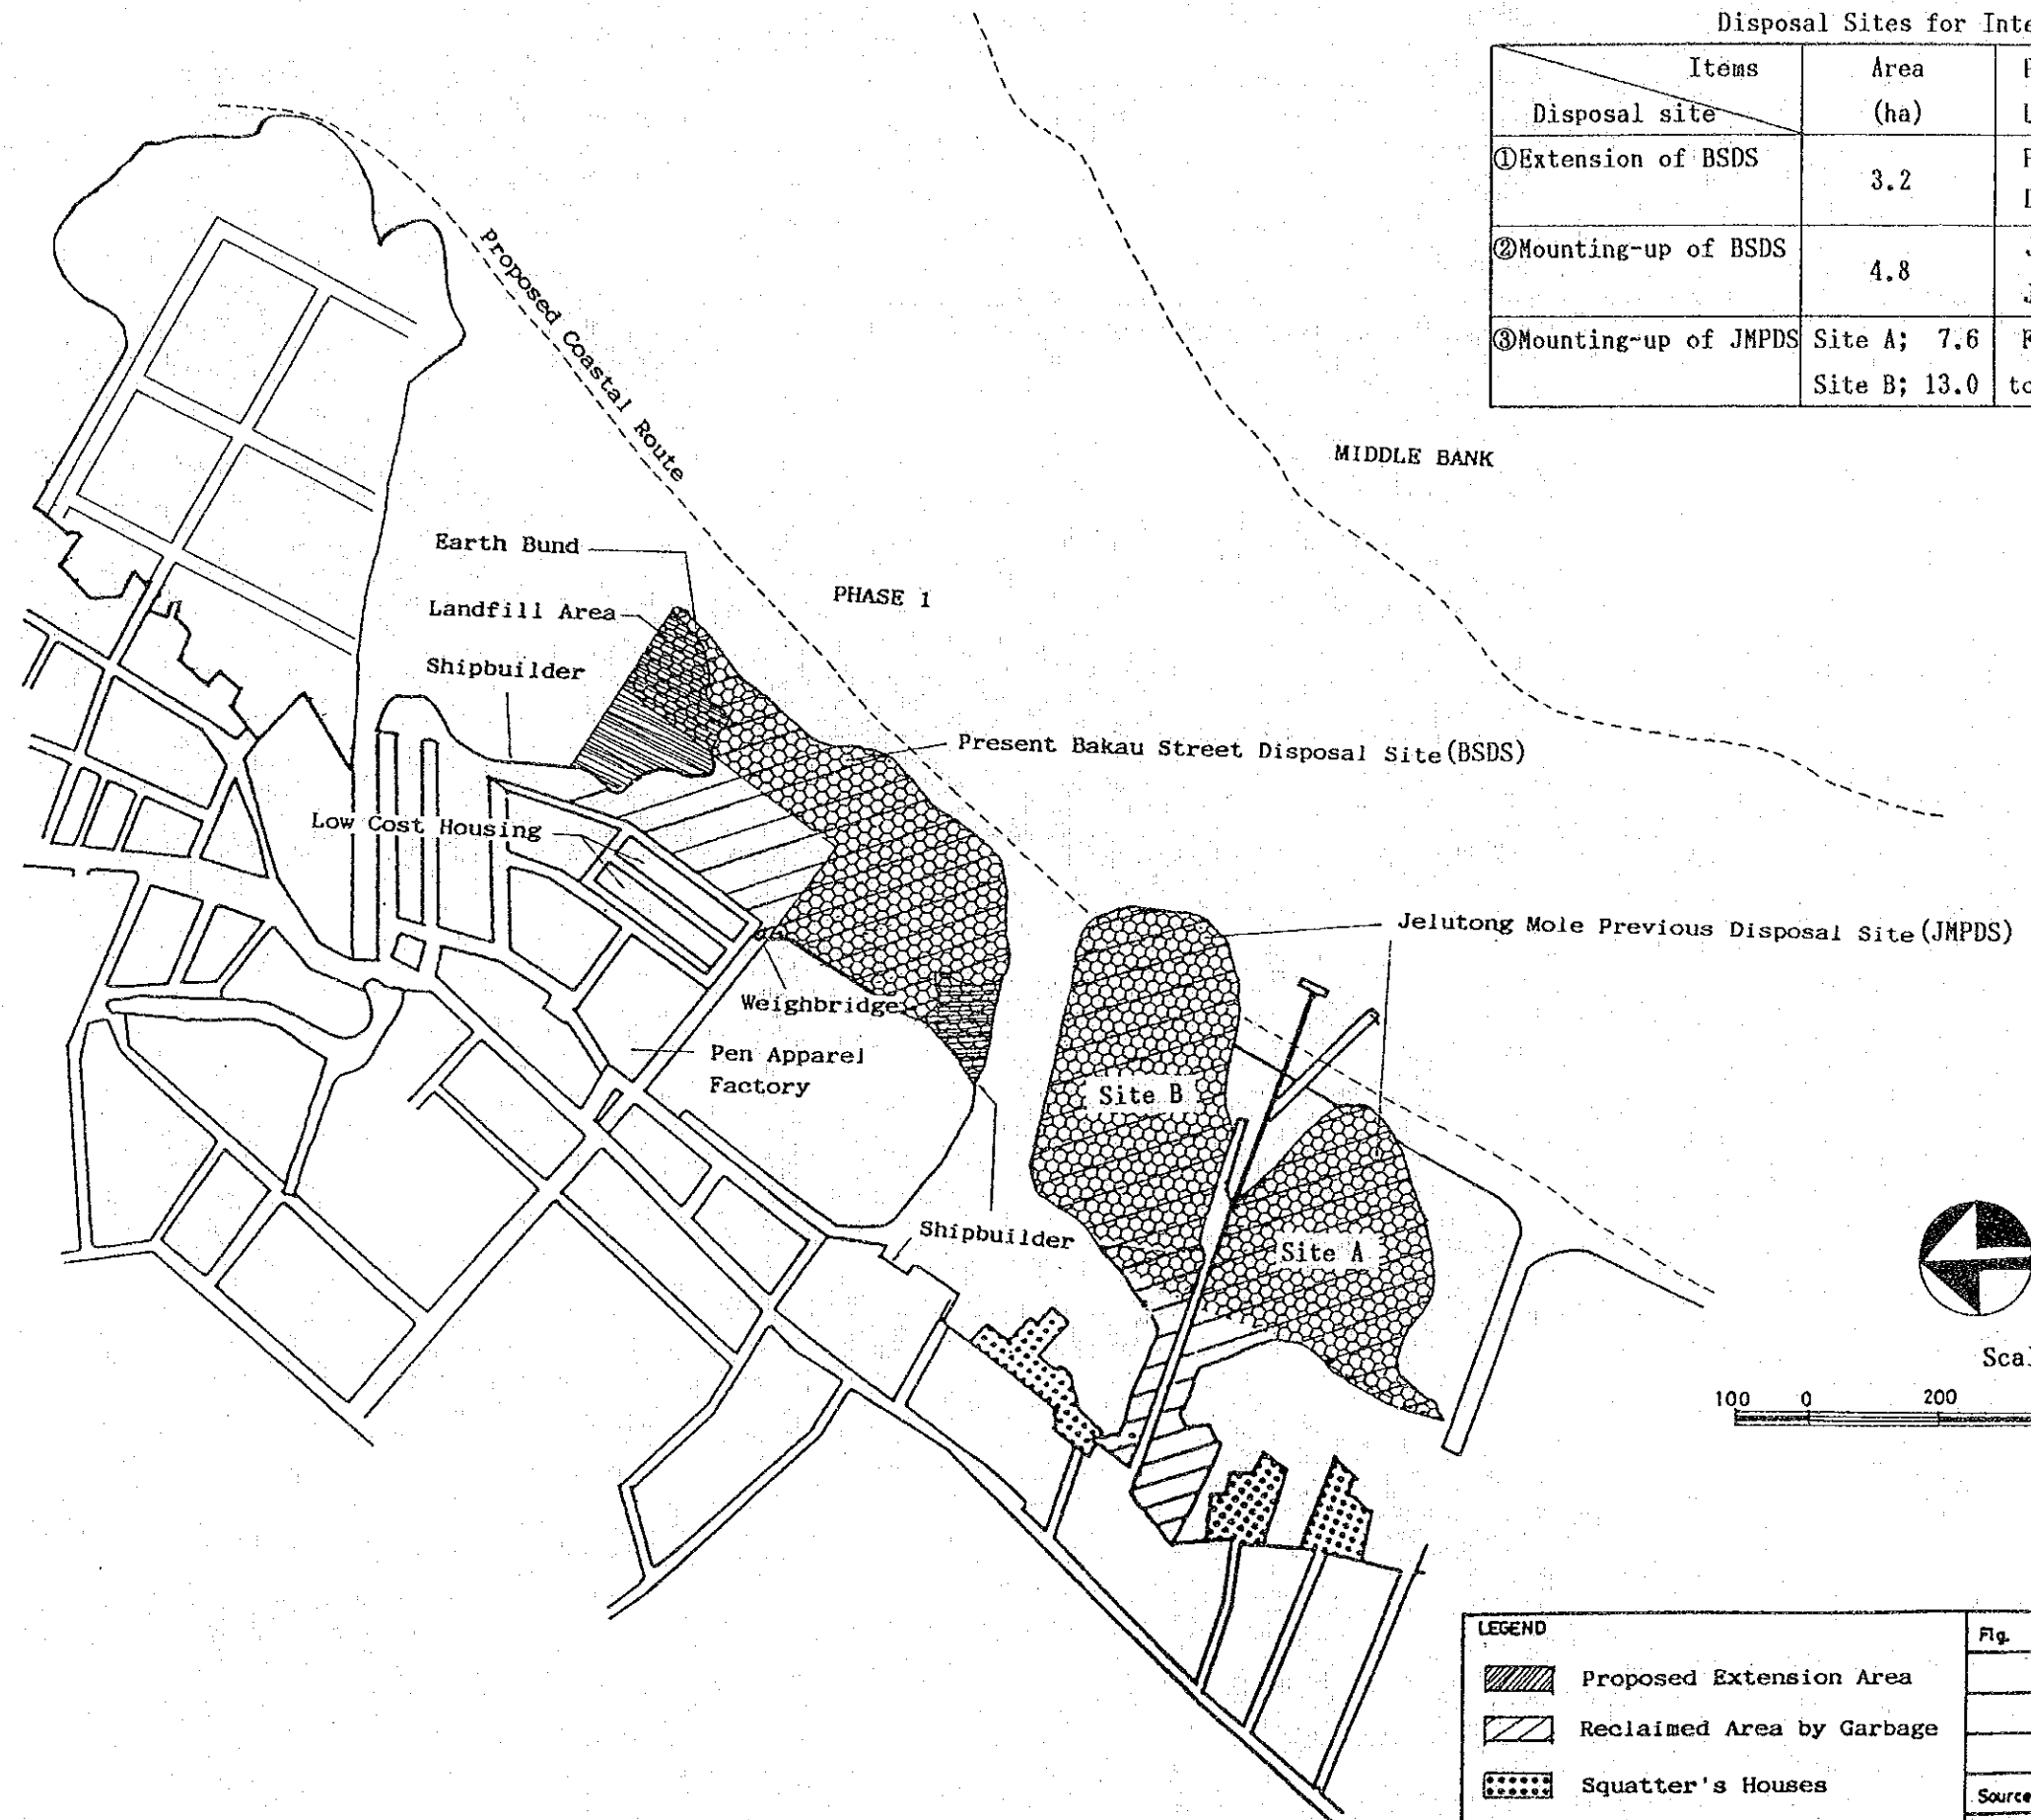 Disposal Sites for Inte
Items
Area
Disposal site
(ha)
①Extension of BSDS
3.2
②Mounting-up of BSDS
4.8
③Mounting-up of JMPDS
Site A; 7.6
Site B; 13.0
to
Proposed Coastal Route
MIDDLE BANK
Earth Bund
PHASE 1
Landfill Area
Shipbuilder
Present Bakau Street Disposal Site(BSDS)
Low Cost Housing
Jelutong Mole Previous Disposal Site(JMPDS)
Weighbridge
Pen Apparel
Factory
Site B
Shipbuilder
Site A
Scal
100 0 200
LEGEND
Fig.
Proposed Extension Area
Reclaimed Area by Garbage
Squatter's Houses
Source